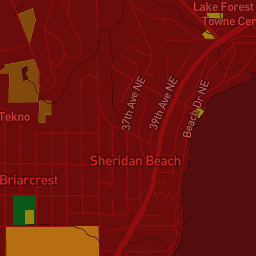 Lake Forest
Towne Cen
37th Ave NE
39th Ave NE
Beach Dr NE
Tekno
Sheridan Beach
Briarcrest